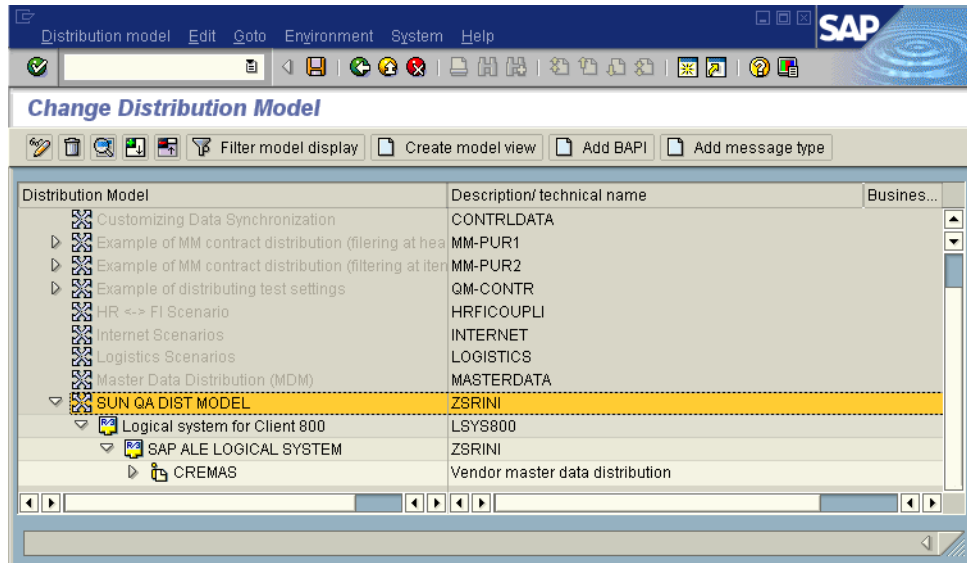 Distribution model Edit Goto Environment System Help
SAP
Change Distribution Model
Filter model display Create model view Add BAPI Add message type
Distribution Model Description/ technical name Busines...
Customizing Data Synchronization CONTRLDATA
Example of MM contract distribution (filering at hea MM-PUR1
Example of MM contract distribution (filtering at iten MM-PUR2
Example of distributing test settings QM-CONTR
HR <-> FI Scenario HRFICOUPLI
Internet Scenarios INTERNET
Logistics Scenarios LOGISTICS
Master Data Distribution (MDM) MASTERDATA
SUN QA DIST MODEL ZSRINI
Logical system for Client 800 LSYS800
SAP ALE LOGICAL SYSTEM ZSRINI
CREMAS Vendor master data distribution